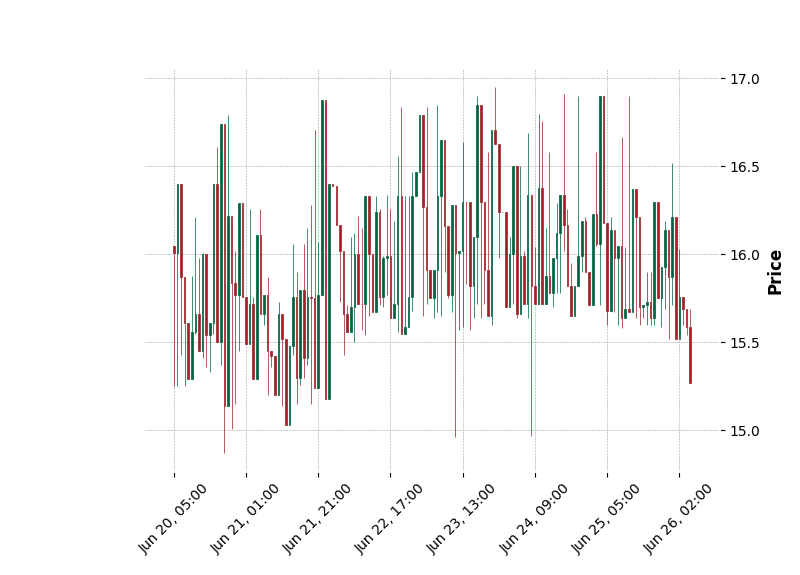 17.0
16.5
16.0
15.5
15.0
Price
Jun 20, 05:00
Jun 21, 01:00
Jun 21, 21:00
Jun 22, 17:00
Jun 23, 13:00
Jun 24, 09:00
Jun 25, 05:00
Jun 26, 02:00